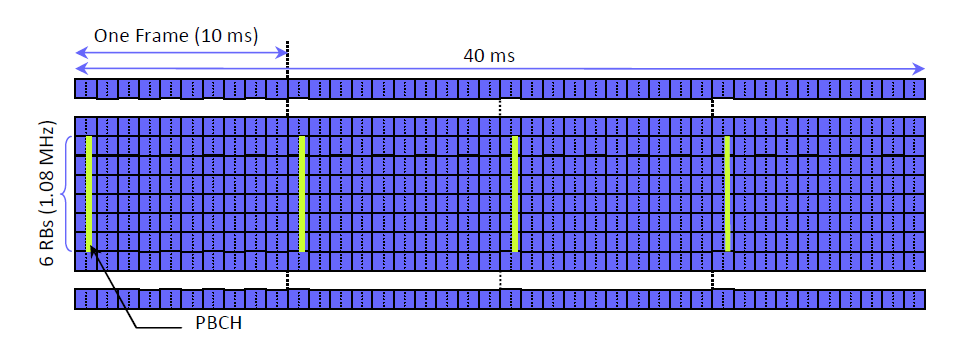 One Frame (10 ms)
40 ms
6 RBs (1.08 MHz)
PBCH